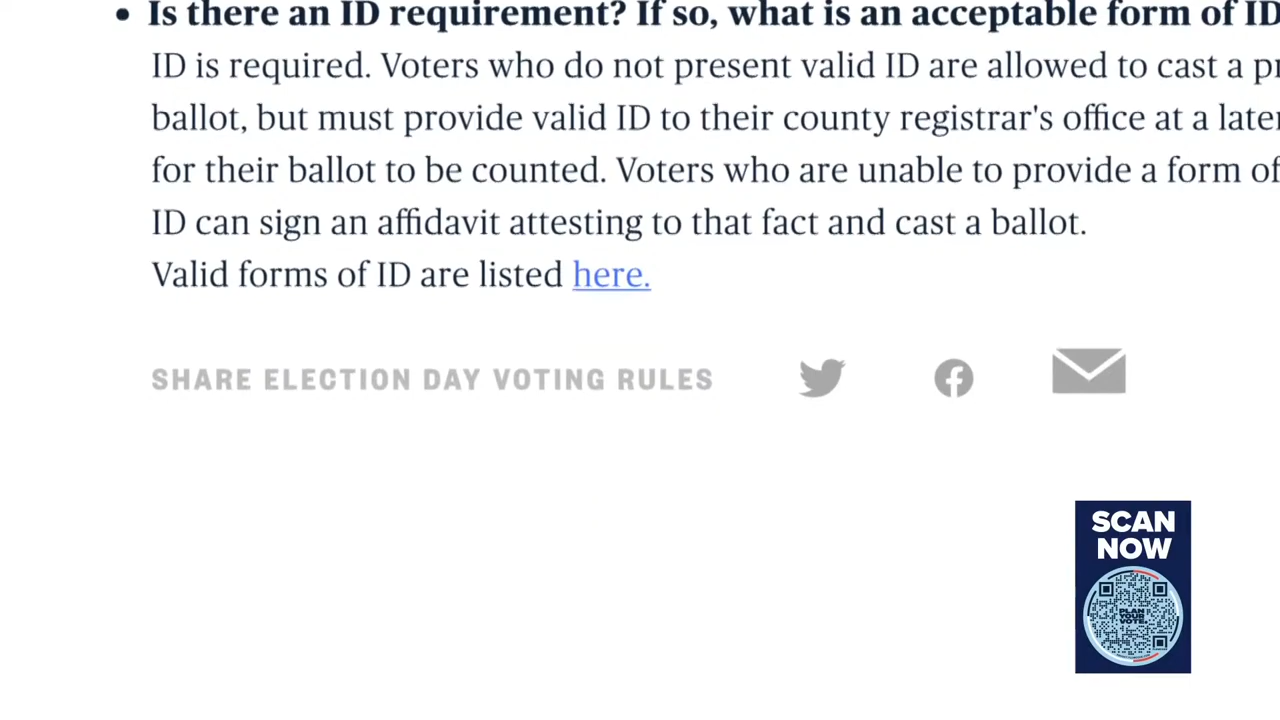 • Is there an ID requirement? If so, what is an acceptable form of ID
ID is required. Voters who do not present valid ID are allowed to cast a
ballot, but must provide valid ID to their county registrar's office at a
for their ballot to be counted. Voters who are unable to provide a form of
ID can sign an affidavit attesting to that fact and cast a ballot.
Valid forms of ID are listed here.
SHARE ELECTION DAY VOTING RULES
SCAN
NOW
PLAN
YOUR
VOTE.